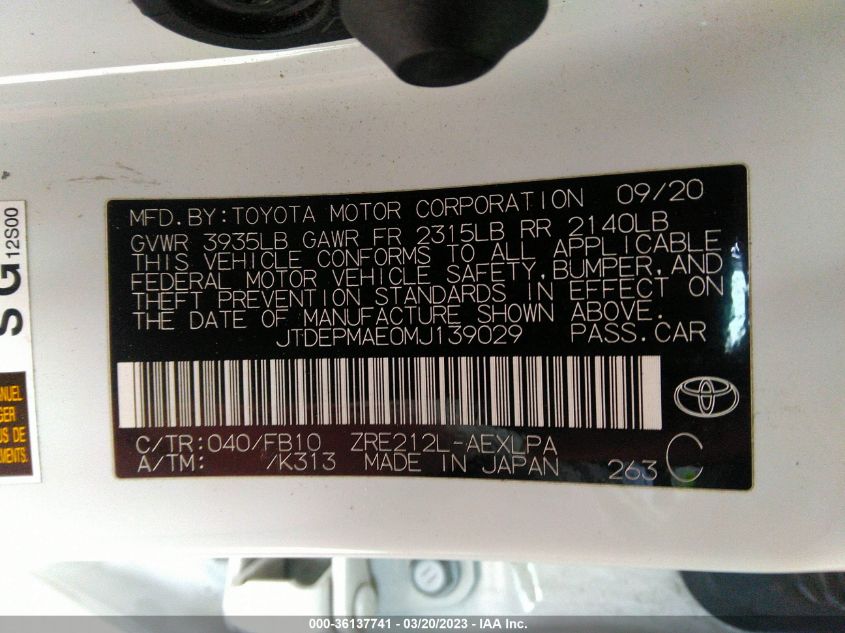 MFD.BY:TOYOTA MOTOR CORPORATION 09/20
GVWR 3935LB GAWR FR 2315LB RR 2140LB
THIS VEHICLE CONFORMS TO ALL APPLICABLE
FEDERAL MOTOR VEHICLE SAFETY,BUMPER,AND
THEFT PREVENTION STANDARDS IN EFFECT ON
THE DATE OF MANUFACTURE SHOWN ABOVE.
JTDEPMAE0MJ139029 PASS.CAR
C/TR:040/FB10 ZRE212L-AEXLPA
A/TM: /K313 MADE IN JAPAN 263 C
S G
12S00
DE
000-36137741 - 03/20/2023 - IAA Inc.